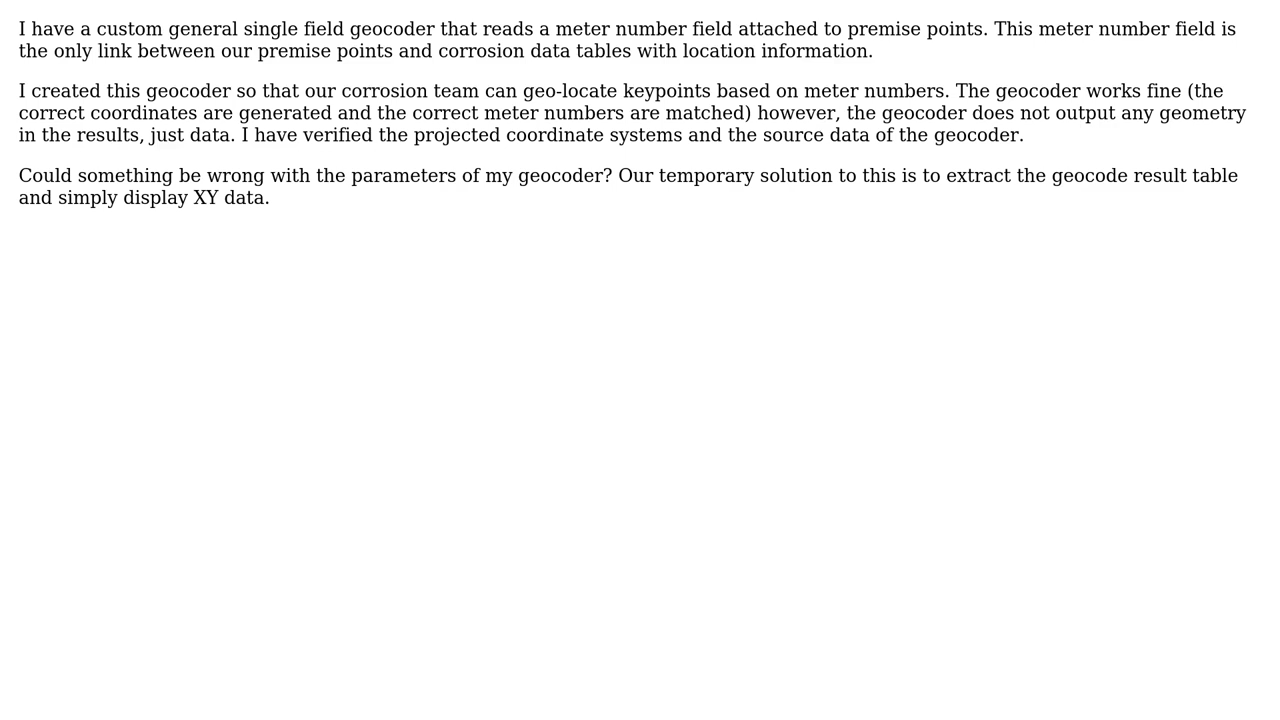 I have a custom general single field geocoder that reads a meter number field attached to premise points. This meter number field is
the only link between our premise points and corrosion data tables with location information.
I created this geocoder so that our corrosion team can geo-locate keypoints based on meter numbers. The geocoder works fine (the
correct coordinates are generated and the correct meter numbers are matched) however, the geocoder does not output any geometry
in the results, just data. I have verified the projected coordinate systems and the source data of the geocoder.
Could something be wrong with the parameters of my geocoder? Our temporary solution to this is to extract the geocode result table
and simply display XY data.